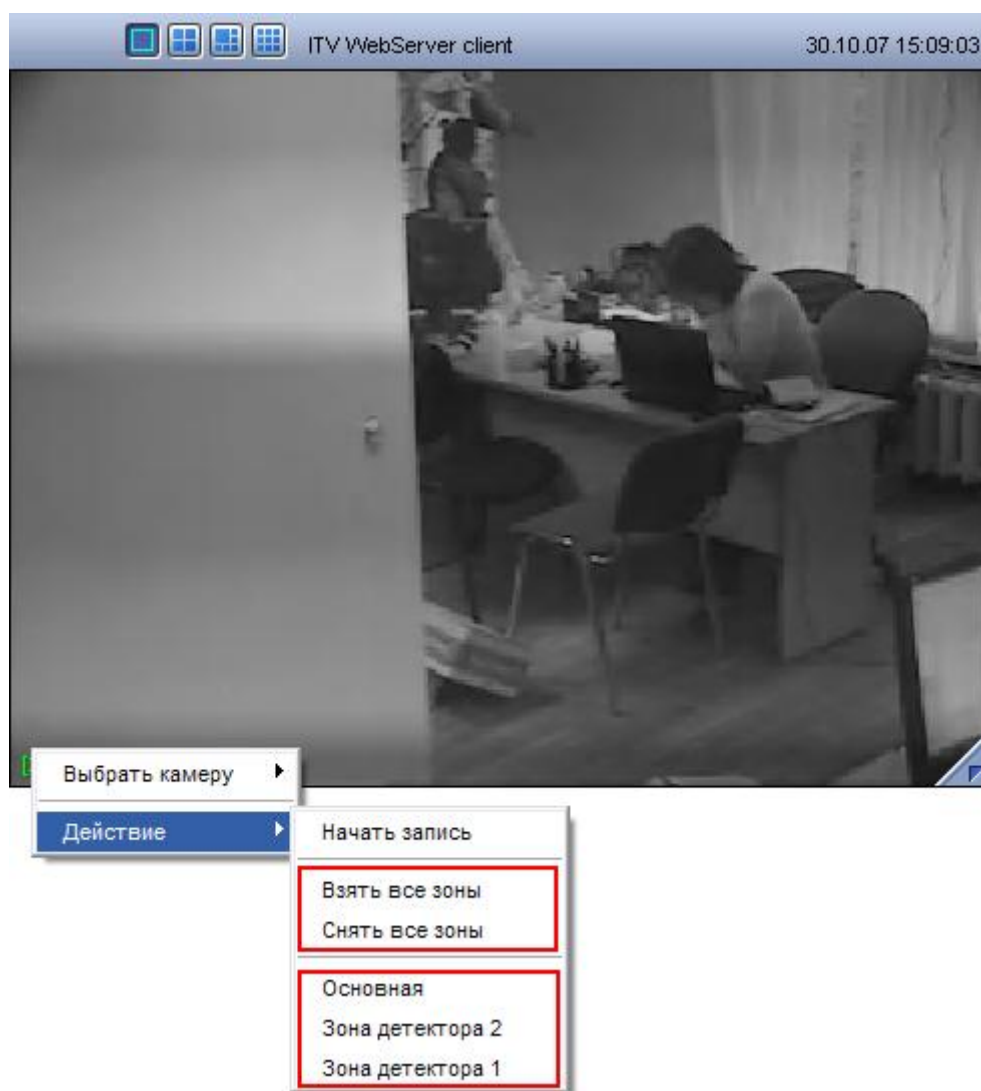 ITV WebServer client 30.10.07 15:09:03
Выбрать камеру
Действие
Начать запись
Взять все зоны
Снять все зоны
Основная
Зона детектора 2
Зона детектора 1